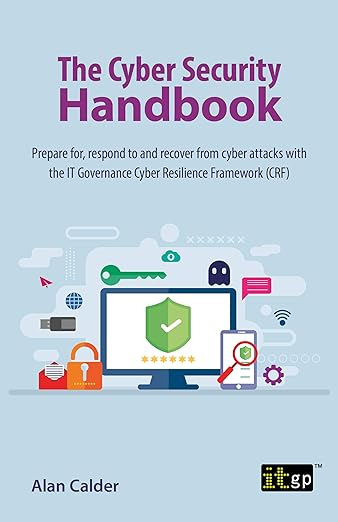 The Cyber Security
Handbook
Prepare for, respond to and recover from cyber attacks with
the IT Governance Cyber Resilience Framework (CRF)
******
Alan Calder
itgp™